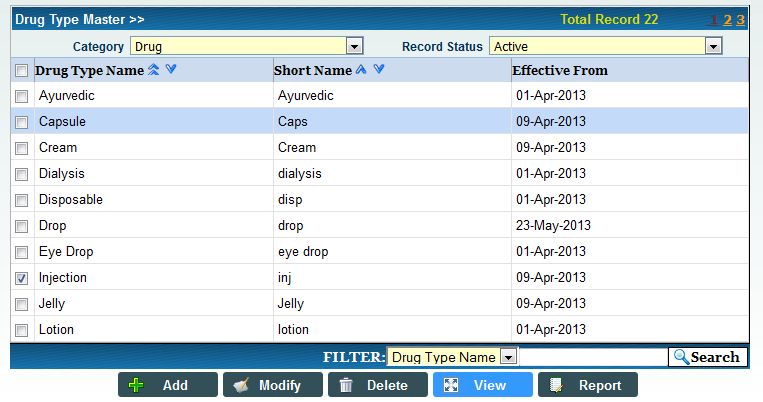 Drug Type Master >> Total Record 22 1 2 3
Category Drug Record Status Active
Drug Type Name Short Name Effective From
Ayurvedic Ayurvedic 01-Apr-2013
Capsule Caps 09-Apr-2013
Cream Cream 09-Apr-2013
Dialysis dialysis 01-Apr-2013
Disposable disp 01-Apr-2013
Drop drop 23-May-2013
Eye Drop eye drop 01-Apr-2013
Injection inj 09-Apr-2013
Jelly Jelly 09-Apr-2013
Lotion lotion 01-Apr-2013
FILTER: Drug Type Name Search
Add Modify Delete View Report